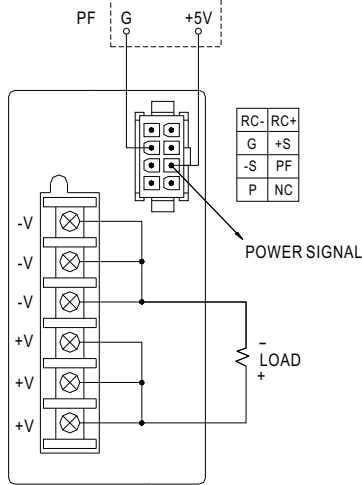 PF G +5V
RC- RC+
G +S
-S PF
P NC
POWER SIGNAL
-V
-V
-V
+V
+V
+V
-
LOAD
+